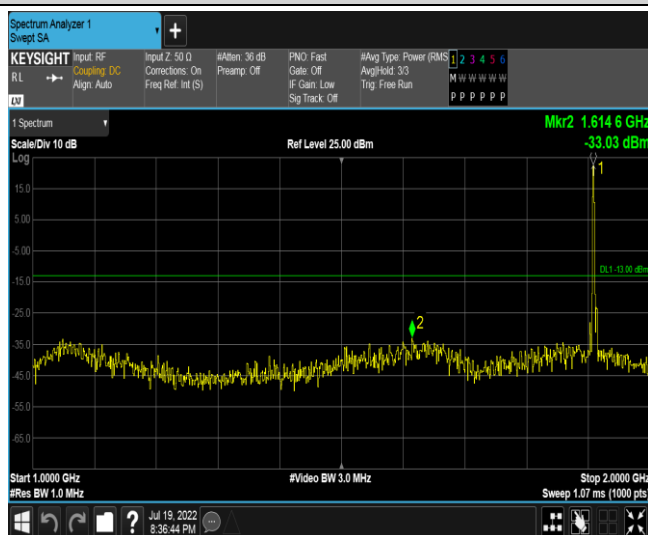 Spectrum Analyzer 1
Swept SA
+
KEYSIGHT
RL
LXI
Input: RF
Coupling: DC
Align: Auto
Input Z: 50 Ω
Corrections: On
Freq Ref: Int (S)
#Atten: 36 dB
Preamp: Off
PNO: Fast
Gate: Off
IF Gain: Low
Sig Track: Off
#Avg Type: Power (RMS
Avg|Hold: 3/3
Trig: Free Run
1 2 3 4 5 6
M W W W W W
P P P P P P
1 Spectrum
Mkr2 1.614 6 GHz
Scale/Div 10 dB
Ref Level 25.00 dBm
-33.03 dBm
Log
1
15.0
5.00
-5.00
-15.0
DL1 -13.00 dBm
-25.0
2
-35.0
-45.0
-55.0
-65.0
Start 1.0000 GHz
#Video BW 3.0 MHz
Stop 2.0000 GHz
#Res BW 1.0 MHz
Sweep 1.07 ms (1000 pts)
?
Jul 19, 2022
8:36:44 PM